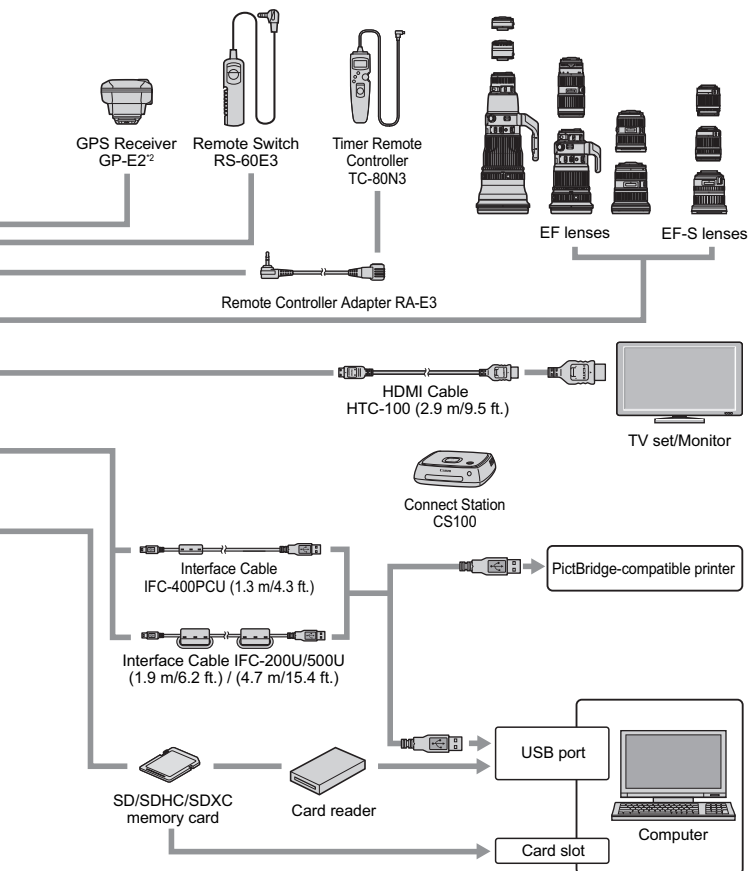 GPS Receiver
GP-E2*2
Remote Switch
RS-60E3
Timer Remote
Controller
TC-80N3
EF lenses
EF-S lenses
Remote Controller Adapter RA-E3
HDMI Cable
HTC-100 (2.9 m/9.5 ft.)
TV set/Monitor
Canon
Connect Station
CS100
Interface Cable
IFC-400PCU (1.3 m/4.3 ft.)
PictBridge-compatible printer
Interface Cable IFC-200U/500U
(1.9 m/6.2 ft.) / (4.7 m/15.4 ft.)
USB port
SD/SDHC/SDXC
memory card
Card reader
Computer
Card slot